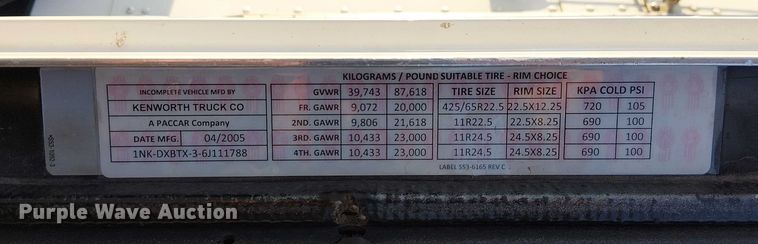 KILOGRAMS / POUND SUITABLE TIRE - RIM CHOICE
INCOMPLETE VEHICLE MFD BY GVWR 39,743 87,618 TIRE SIZE RIM SIZE KPA COLD PSI
KENWORTH TRUCK CO FR. GAWR 9,072 20,000 425/65R22.5 22.5X12.25 720 105
A PACCAR Company 2ND. GAWR 9,806 21,618 11R22.5 22.5X8.25 690 100
DATE MFG. 04/2005 3RD. GAWR 10,433 23,000 11R24.5 24.5X8.25 690 100
1NK-DXBTX-3-6J111788 4TH. GAWR 10,433 23,000 11R24.5 24.5X8.25 690 100
LABEL S53-6165 REV C
Purple Wave Auction